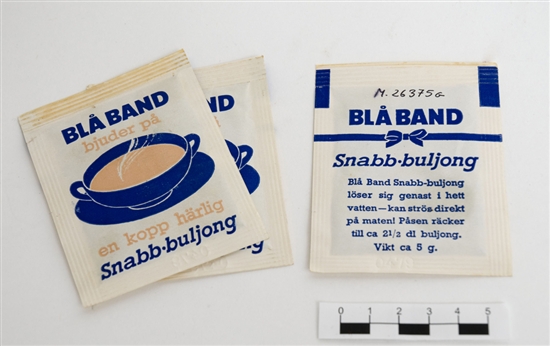 BLÅ BAND
bjuder på
en kopp härlig
Snabb-buljong
M. 26375 G
BLÅ BAND
Snabb-buljong
Blå Band Snabb-buljong
löser sig genast i hett
vatten—kan strös direkt
på maten! Påsen räcker
till ca 2 1/2 dl buljong.
Vikt ca 5 g.
0 1 2 3 4 5